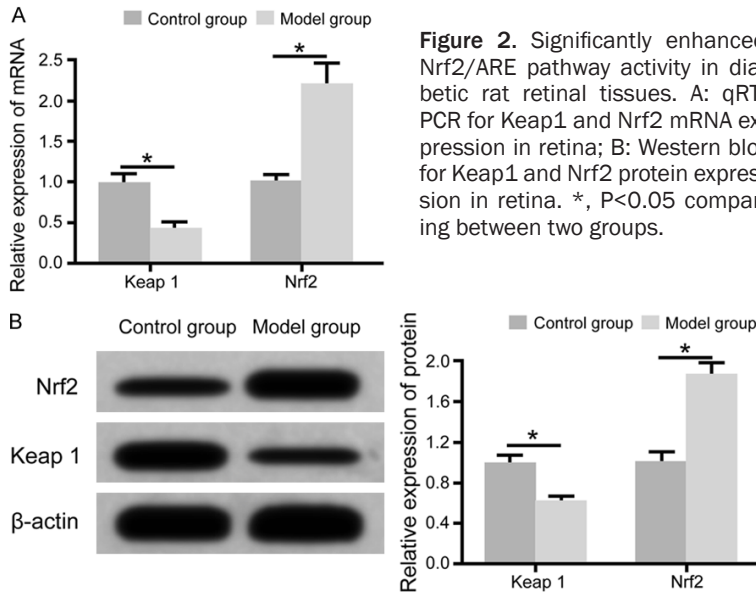 A
Control group Model group
Relative expression of mRNA
2.5
2.0
1.5
1.0
0.5
0.0
*
*
Keap 1 Nrf2
Figure 2. Significantly enhanced
Nrf2/ARE pathway activity in dia-
betic rat retinal tissues. A: qRT-
PCR for Keap1 and Nrf2 mRNA ex-
pression in retina; B: Western blot
for Keap1 and Nrf2 protein expres-
sion in retina. *, P<0.05 compar-
ing between two groups.
B
Control group Model group
Nrf2
Keap 1
β-actin
Control group Model group
Relative expression of protein
2.0
1.6
1.2
0.8
0.4
0.0
*
*
Keap 1 Nrf2